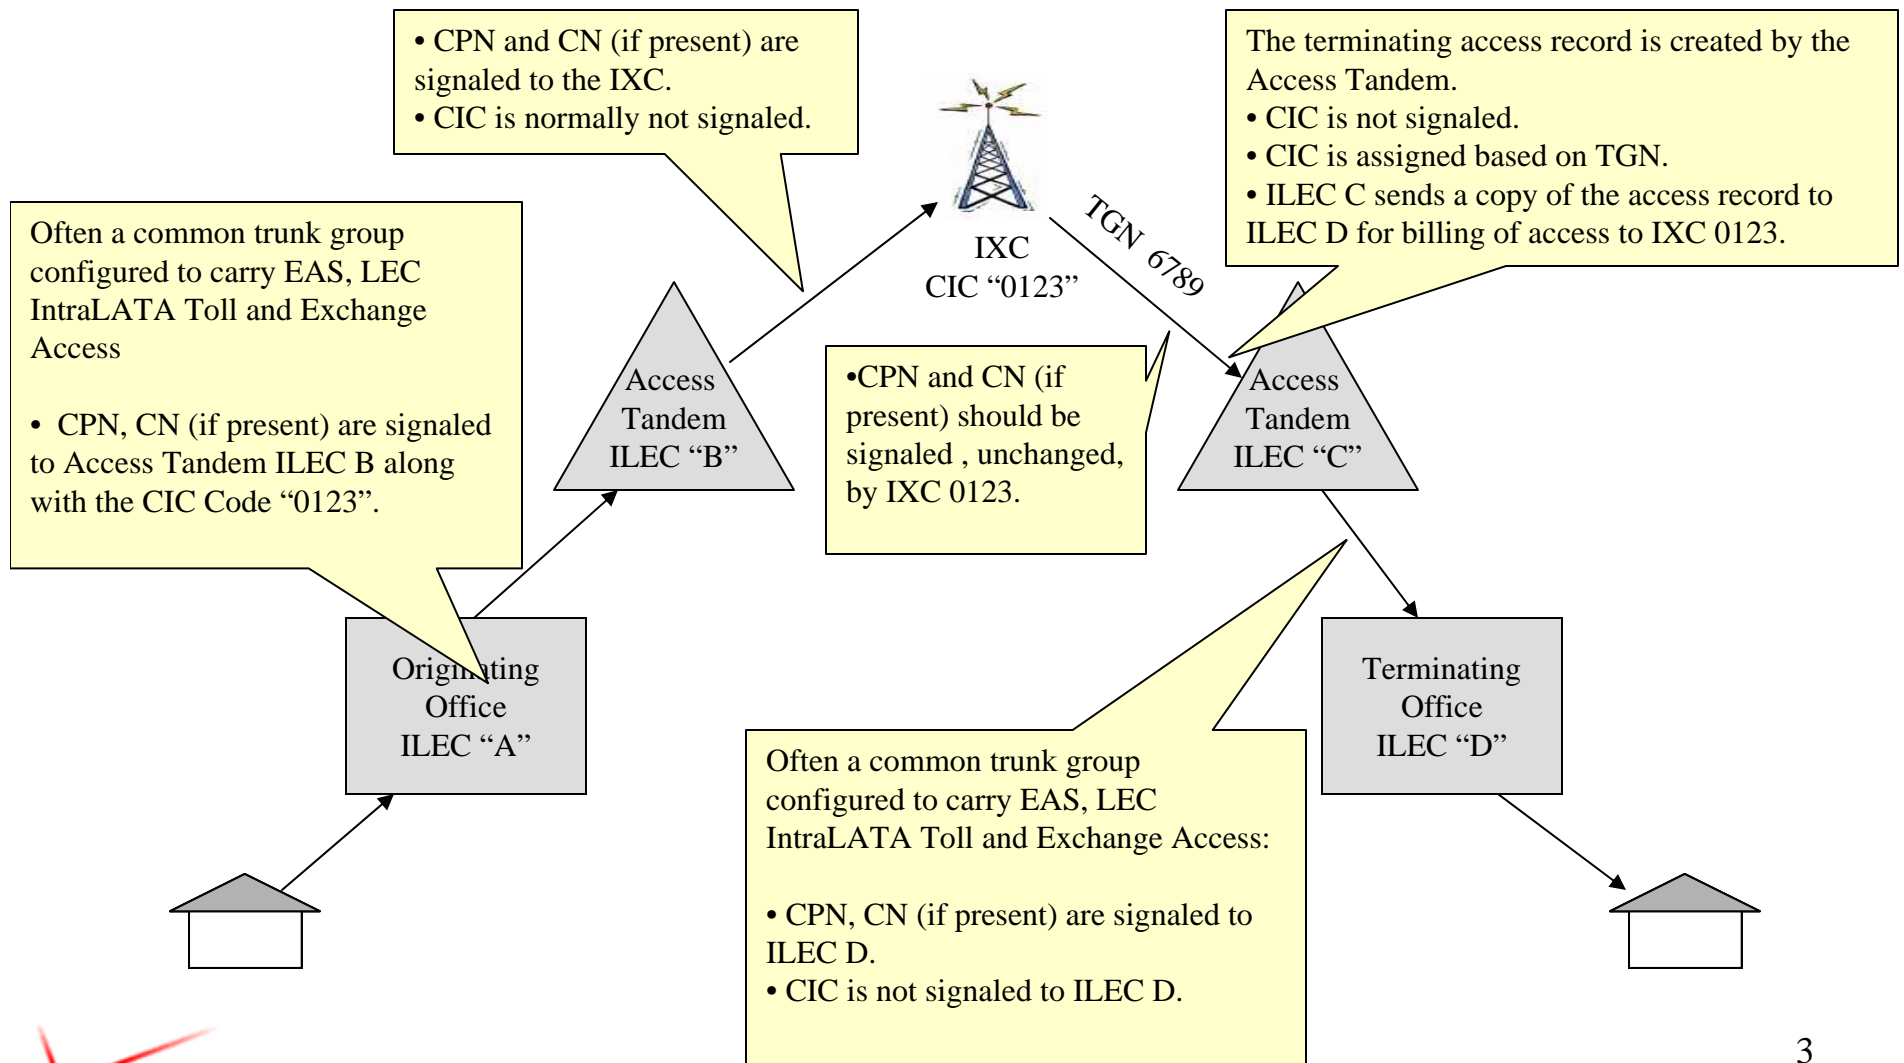 • CPN and CN (if present) are
signaled to the IXC.
• CIC is normally not signaled.
The terminating access record is created by the
Access Tandem.
• CIC is not signaled.
• CIC is assigned based on TGN.
• ILEC C sends a copy of the access record to
ILEC D for billing of access to IXC 0123.
Often a common trunk group
configured to carry EAS, LEC
IntraLATA Toll and Exchange
Access
• CPN, CN (if present) are signaled
to Access Tandem ILEC B along
with the CIC Code “0123”.
IXC
CIC “0123”
TGN 6789
Access
Tandem
ILEC “B”
•CPN and CN (if
present) should be
signaled , unchanged,
by IXC 0123.
Access
Tandem
ILEC “C”
Originating
Office
ILEC “A”
Terminating
Office
ILEC “D”
Often a common trunk group
configured to carry EAS, LEC
IntraLATA Toll and Exchange Access:
• CPN, CN (if present) are signaled to
ILEC D.
• CIC is not signaled to ILEC D.
3